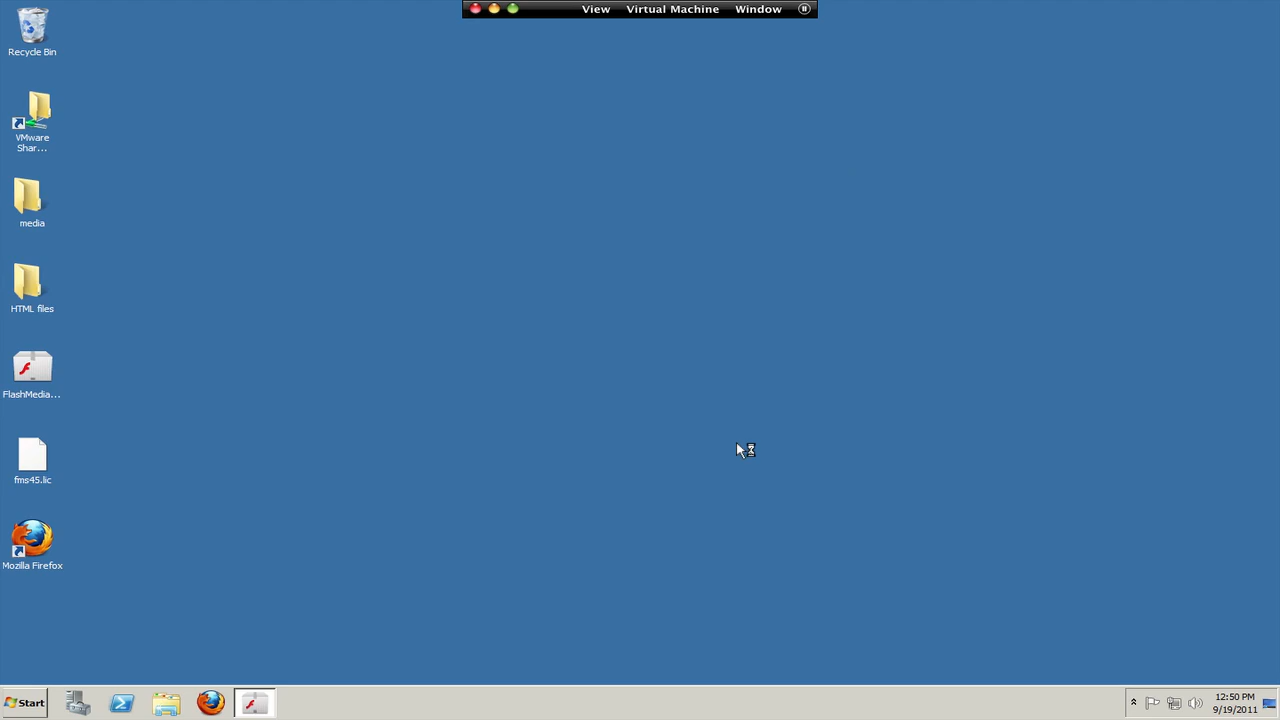 View Virtual Machine Window
Recycle Bin
VMware
Shar...
media
HTML files
FlashMedia...
fms45.lic
Mozilla Firefox
Start
12:50 PM
9/19/2011